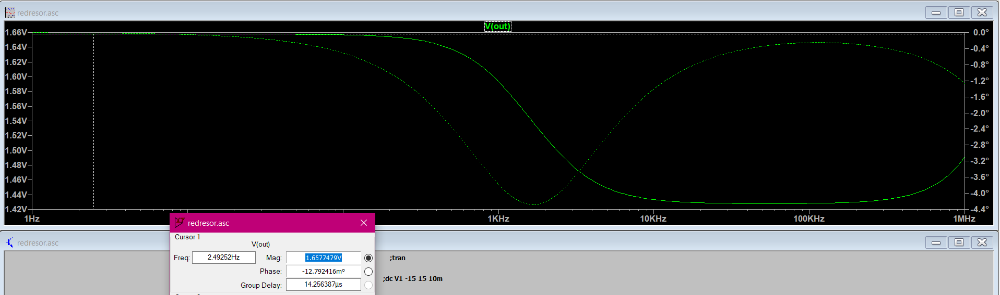 redresor.asc
V(out)
1.66V
1.64V
1.62V
1.60V
1.58V
1.56V
1.54V
1.52V
1.50V
1.48V
1.46V
1.44V
1.42V
0.0°
-0.4°
-0.8°
-1.2°
-1.6°
-2.0°
-2.4°
-2.8°
-3.2°
-3.6°
-4.0°
-4.4°
1Hz
1KHz
10KHz
100KHz
1MHz
redresor.asc
Cursor 1
V(out)
Freq: 2.49252Hz Mag: 1.6577479V
Phase: -12.792416m°
Group Delay: 14.256387µs
redresor.asc
;tran
;dc V1 -15 15 10m